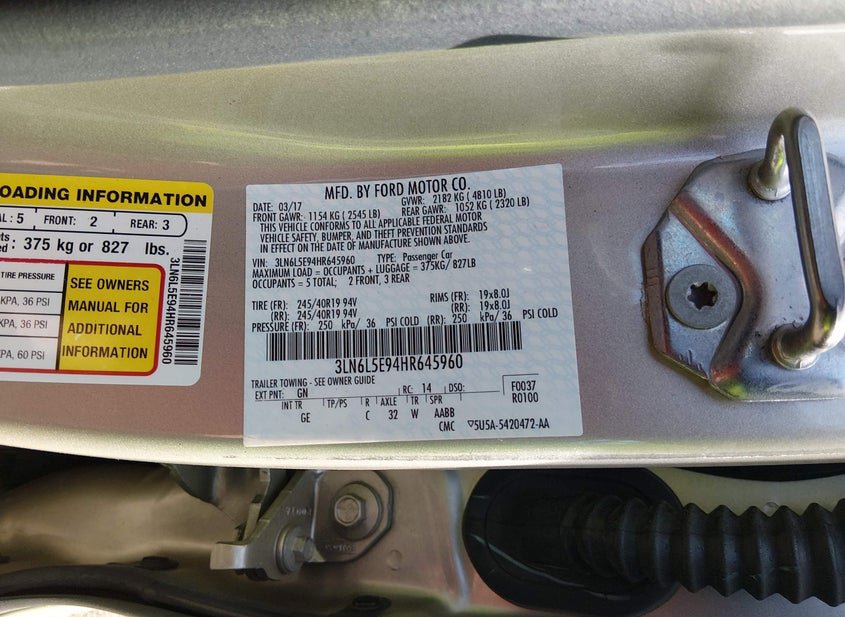 OADING INFORMATION
AL : 5 FRONT: 2 REAR: 3
ts : 375 kg or 827 lbs.
ed :
TIRE PRESSURE
KPA, 36 PSI
KPA, 36 PSI
KPA, 60 PSI
SEE OWNERS
MANUAL FOR
ADDITIONAL
INFORMATION
3LN6L5E94HR645960
MFD. BY FORD MOTOR CO.
DATE: 03/17 GVWR: 2182 KG ( 4810 LB)
FRONT GAWR: 1154 KG ( 2545 LB) REAR GAWR: 1052 KG ( 2320 LB)
THIS VEHICLE CONFORMS TO ALL APPLICABLE FEDERAL MOTOR
VEHICLE SAFETY, BUMPER, AND THEFT PREVENTION STANDARDS
IN EFFECT ON THE DATE OF MANUFACTURE SHOWN ABOVE.
VIN: 3LN6L5E94HR645960 TYPE: Passenger Car
MAXIMUM LOAD = OCCUPANTS + LUGGAGE = 375KG/ 827LB
OCCUPANTS = 5 TOTAL; 2 FRONT, 3 REAR
TIRE (FR): 245/40R19 94V RIMS (FR): 19x8.0J
(RR): 245/40R19 94V (RR): 19x8.0J
PRESSURE (FR): 250 kPa/ 36 PSI COLD (RR): 250 kPa/ 36 PSI COLD
3LN6L5E94HR645960
TRAILER TOWING - SEE OWNER GUIDE
EXT PNT: GN RC: 14 DSO: F0037
INT TR TP/PS R AXLE TR SPR R0100
GE C 32 W AABB
CMC ▽5U5A-5420472-AA